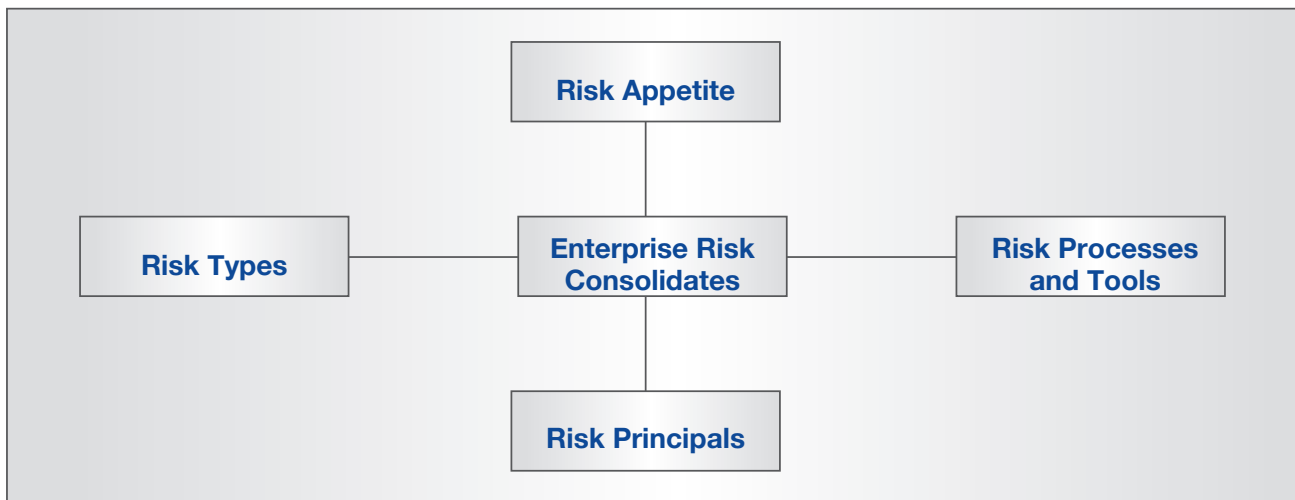 Risk Appetite
Risk Types
Enterprise Risk
Consolidates
Risk Processes
and Tools
Risk Principals